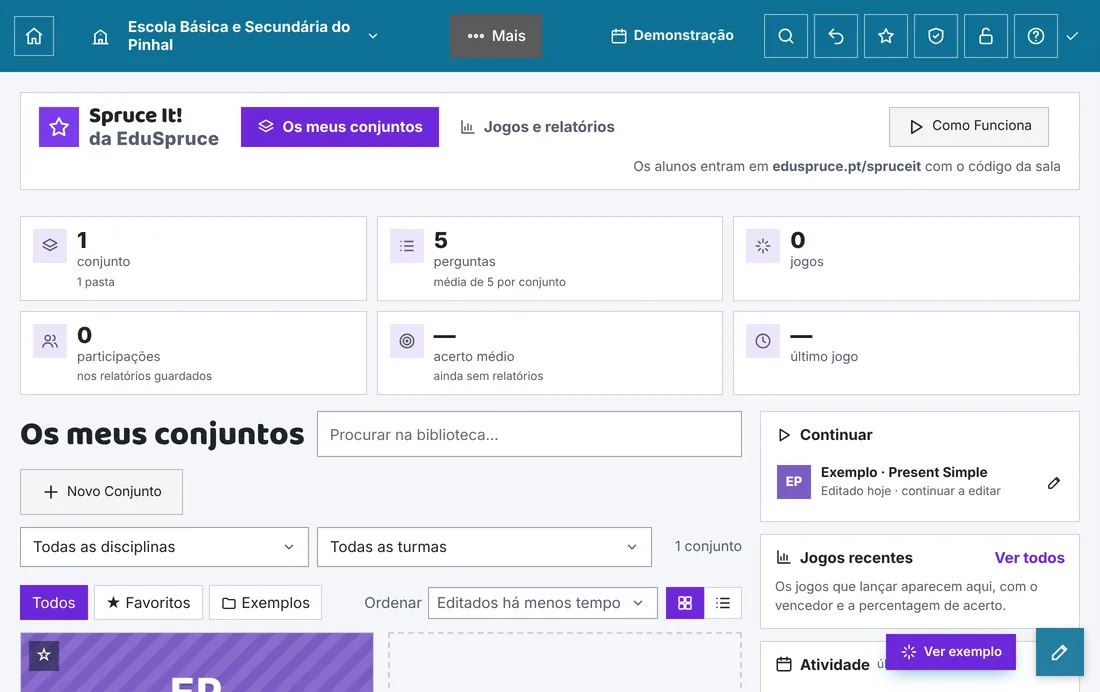 Escola Básica e Secundária do
Pinhal
Mais
Demonstração
Spruce It!
da EduSpruce
Os meus conjuntos
Jogos e relatórios
Como Funciona
Os alunos entram em eduspruce.pt/spruceit com o código da sala
1
conjunto
1 pasta
5
perguntas
média de 5 por conjunto
0
jogos
0
participações
nos relatórios guardados
—
acerto médio
ainda sem relatórios
—
último jogo
Os meus conjuntos
Procurar na biblioteca...
Novo Conjunto
Todas as disciplinas
Todas as turmas
1 conjunto
Todos
Favoritos
Exemplos
Ordenar
Editados há menos tempo
EP
Continuar
EP
Exemplo · Present Simple
Editado hoje · continuar a editar
Jogos recentes
Ver todos
Os jogos que lançar aparecem aqui, com o
vencedor e a percentagem de acerto.
Atividade
Ver exemplo